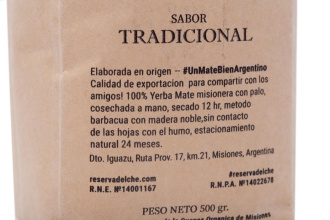 SABOR
TRADICIONAL
Elaborada en origen -- #UnMateBienArgentino
Calidad de exportacion para compartir con los
amigos! 100% Yerba Mate misionera con palo,
cosechada a mano, secado 12 hr, metodo
barbacua con madera noble,sin contacto
de las hojas con el humo, estacionamiento
natural 24 meses.
Dto. Iguazu, Ruta Prov. 17, km.21, Misiones, Argentina
#reservadelche
R.N.E. Nº14001167
reservadelche.com
R.N.P.A. Nº14022678
PESO NETO 500 gr.
Organica de Misiones